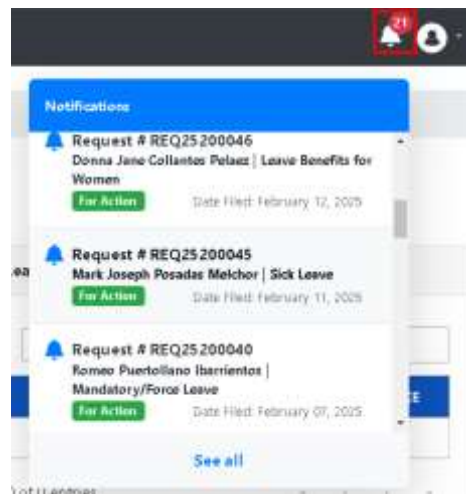 21
Notifications
Request # REQ25200046
Donna Jane Collantes Pelaez | Leave Benefits for
Women
For Action Date Filed: February 12, 2025
Request # REQ25200045
Mark Joseph Posadas Melchor | Sick Leave
For Action Date Filed: February 11, 2025
Request # REQ25200040
Romeo Puertollano Ibarrientos |
Mandatory/Force Leave
For Action Date Filed: February 07, 2025
See all